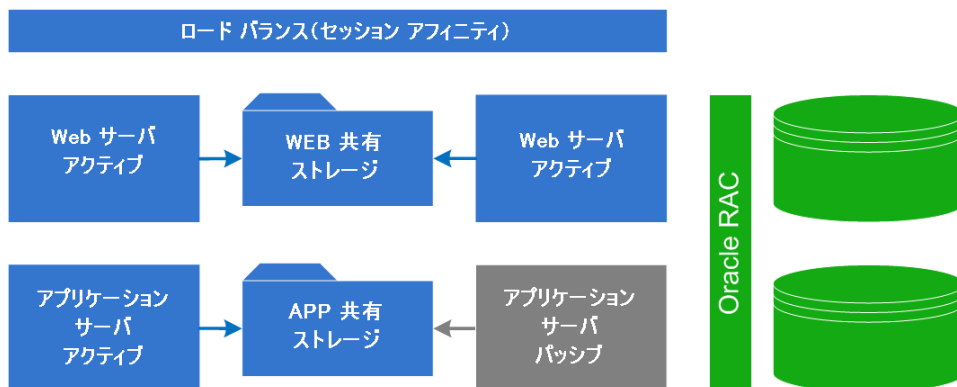 ロード バランス(セッション アフィニティ)
Web サーバ
アクティブ
WEB 共有
ストレージ
Web サーバ
アクティブ
アプリケーション
サーバ
アクティブ
APP 共有
ストレージ
アプリケーション
サーバ
パッシブ
Oracle RAC